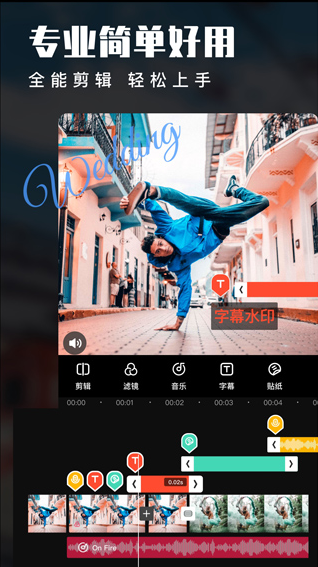 专业简单好用
全能剪辑 轻松上手
Wedding
T
字幕水印
剪辑
滤镜
音乐
T
字幕
贴纸
00:00
00:01
00:02
00:03
00:04
T
T
0.02s
On Fire